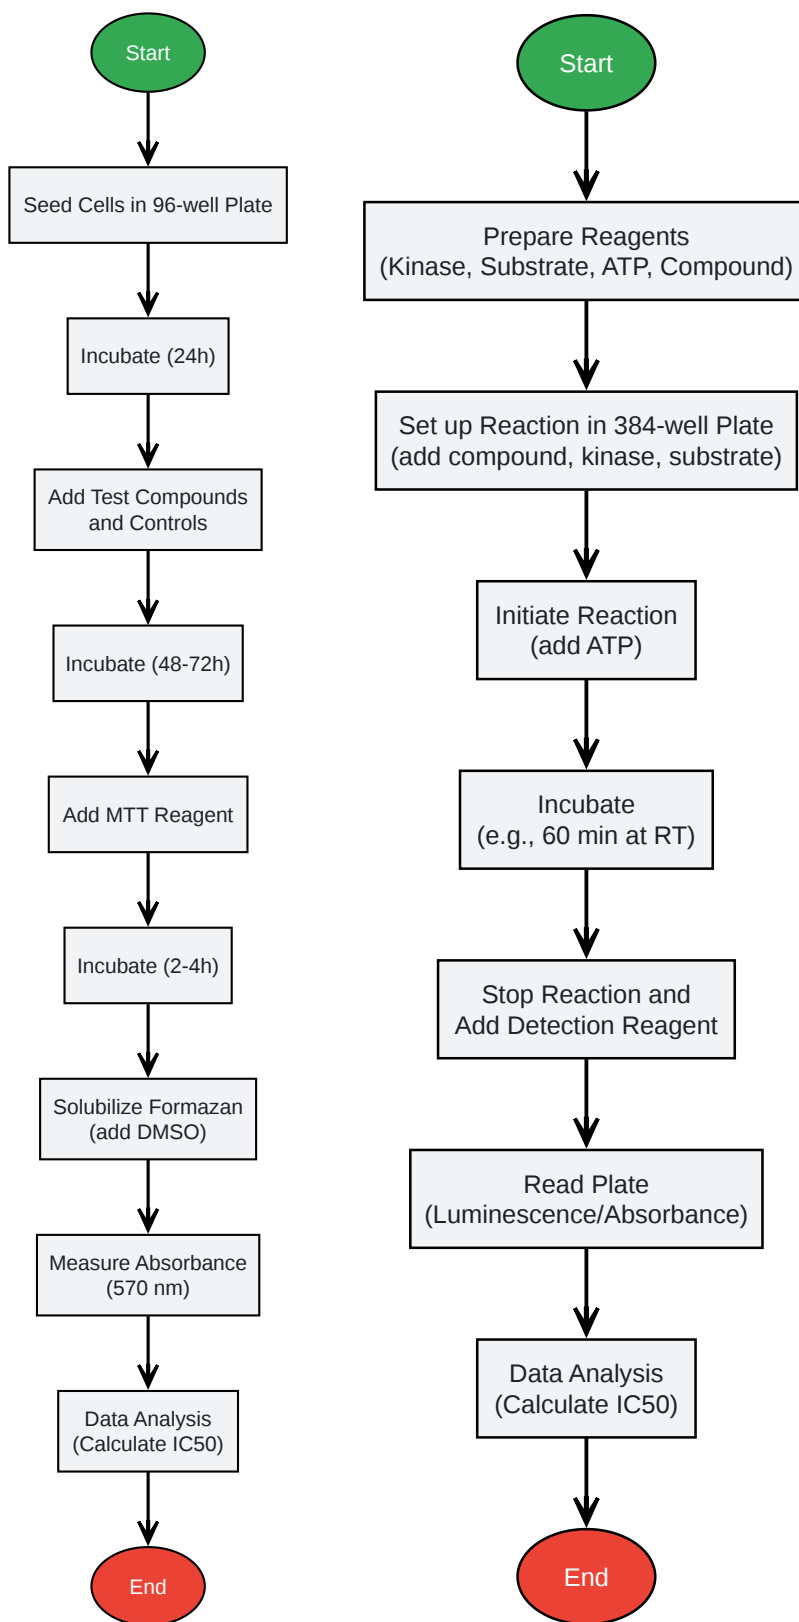 Start
Seed Cells in 96-well Plate
Incubate (24h)
Add Test Compounds
and Controls
Incubate (48-72h)
Add MTT Reagent
Incubate (2-4h)
Solubilize Formazan
(add DMSO)
Measure Absorbance
(570 nm)
Data Analysis
(Calculate IC50)
End
Start
Prepare Reagents
(Kinase, Substrate, ATP, Compound)
Set up Reaction in 384-well Plate
(add compound, kinase, substrate)
Initiate Reaction
(add ATP)
Incubate
(e.g., 60 min at RT)
Stop Reaction and
Add Detection Reagent
Read Plate
(Luminescence/Absorbance)
Data Analysis
(Calculate IC50)
End